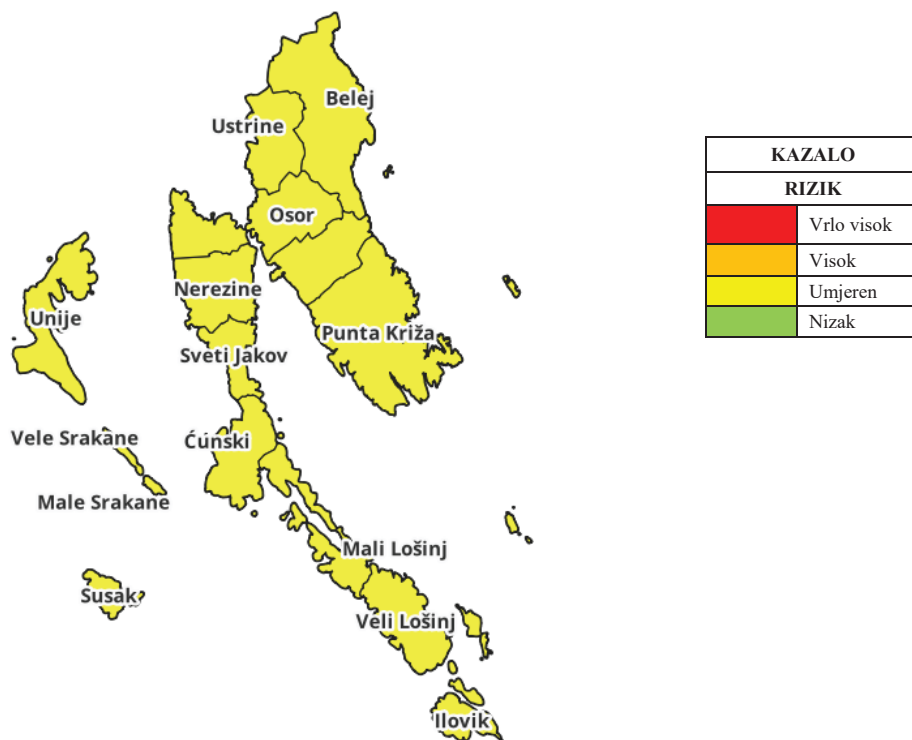 Belej
Ustrine
Osor
Nerezine
Unije
Punta Križa
Sveti Jakov
Vele Srakane
Ćunski
Male Srakane
Mali Lošinj
Susak
Veli Lošinj
Ilovik
KAZALO
RIZIK
Vrlo visok
Visok
Umjeren
Nizak